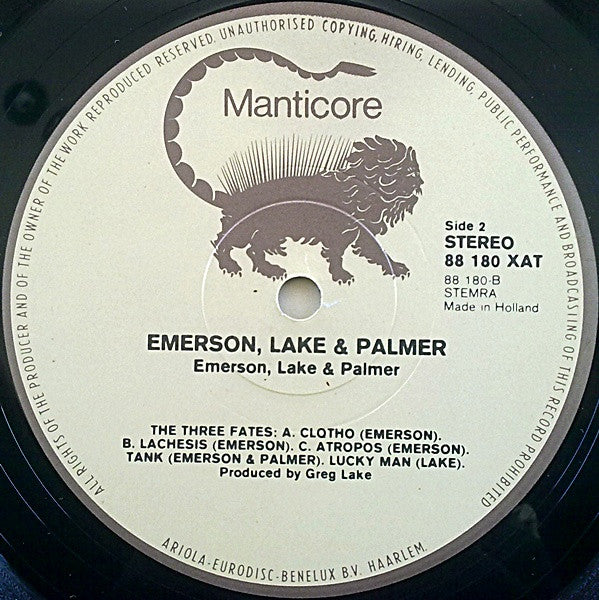 ALL RIGHTS OF THE PRODUCER AND OF THE OWNER OF THE WORK REPRODUCED RESERVED. UNAUTHORISED COPYING, HIRING, LENDING, PUBLIC PERFORMANCE AND BROADCASTING OF THIS RECORD PROHIBITED
Manticore
Side 2
STEREO
88 180 XAT
88 180-B
STEMRA
Made in Holland
EMERSON, LAKE & PALMER
Emerson, Lake & Palmer
THE THREE FATES: A. CLOTHO (EMERSON).
B. LACHESIS (EMERSON). C. ATROPOS (EMERSON).
TANK (EMERSON & PALMER). LUCKY MAN (LAKE).
Produced by Greg Lake
ARIOLA-EURODISC-BENELUX B.V. HAARLEM.